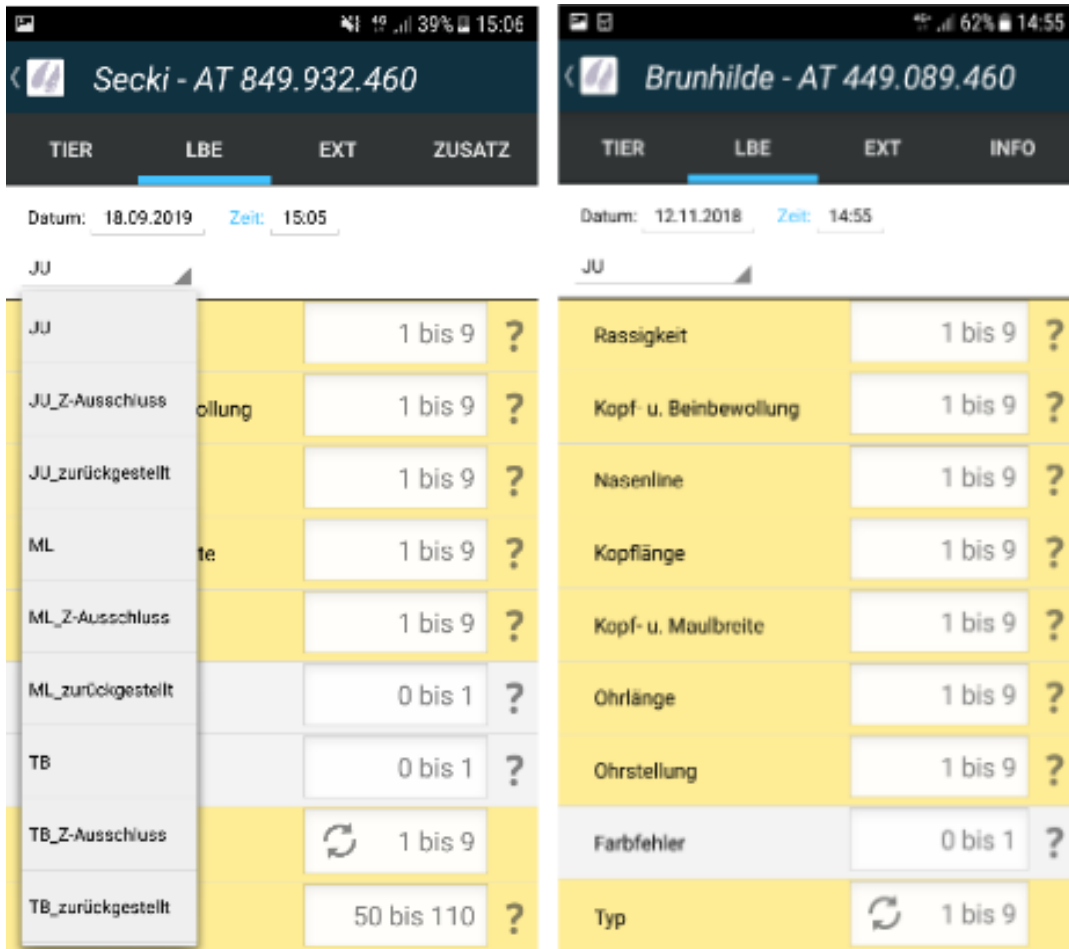 39% 15:06
Secki - AT 849.932.460
TIER LBE EXT ZUSATZ
Datum: 18.09.2019 Zeit: 15:05
JU
JU 1 bis 9 ?
JU_Z-Ausschluss ollung 1 bis 9 ?
JU_zurückgestellt 1 bis 9 ?
ML te 1 bis 9 ?
ML_Z-Ausschluss 1 bis 9 ?
ML_zurückgestellt 0 bis 1 ?
TB 0 bis 1 ?
TB_Z-Ausschluss 1 bis 9
TB_zurückgestellt 50 bis 110 ?
62% 14:55
Brunhilde - AT 449.089.460
TIER LBE EXT INFO
Datum: 12.11.2018 Zeit: 14:55
JU
Rassigkeit 1 bis 9 ?
Kopf- u. Beinbewollung 1 bis 9 ?
Nasenline 1 bis 9 ?
Kopflänge 1 bis 9 ?
Kopf- u. Maulbreite 1 bis 9 ?
Ohrlänge 1 bis 9 ?
Ohrstellung 1 bis 9 ?
Farbfehler 0 bis 1 ?
Typ 1 bis 9